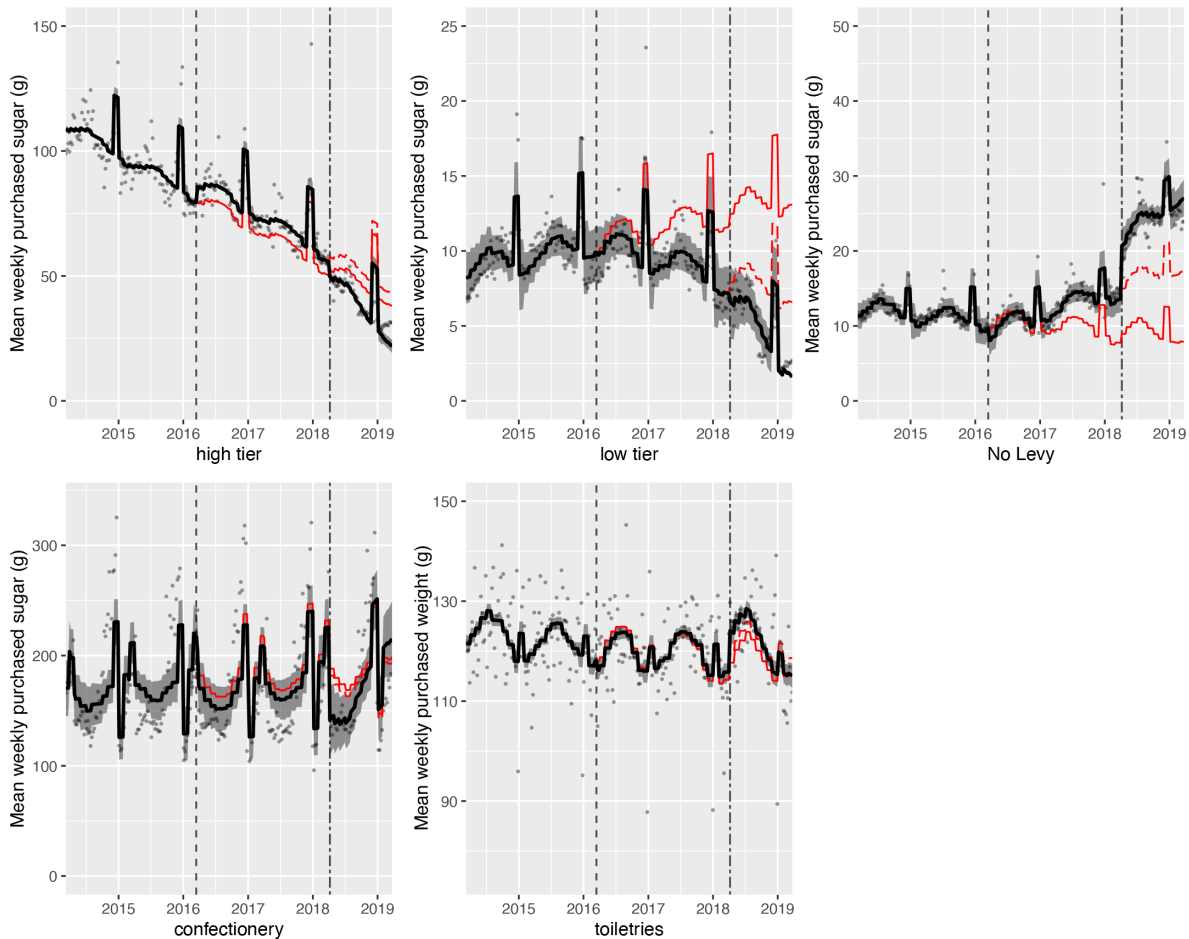 Mean weekly purchased sugar (g)
150
100
50
0
2015 2016 2017 2018 2019
high tier
Mean weekly purchased sugar (g)
25
20
15
10
5
0
2015 2016 2017 2018 2019
low tier
Mean weekly purchased sugar (g)
50
40
30
20
10
0
2015 2016 2017 2018 2019
No Levy
Mean weekly purchased sugar (g)
300
200
100
0
2015 2016 2017 2018 2019
confectionery
Mean weekly purchased weight (g)
150
130
110
90
2015 2016 2017 2018 2019
toiletries